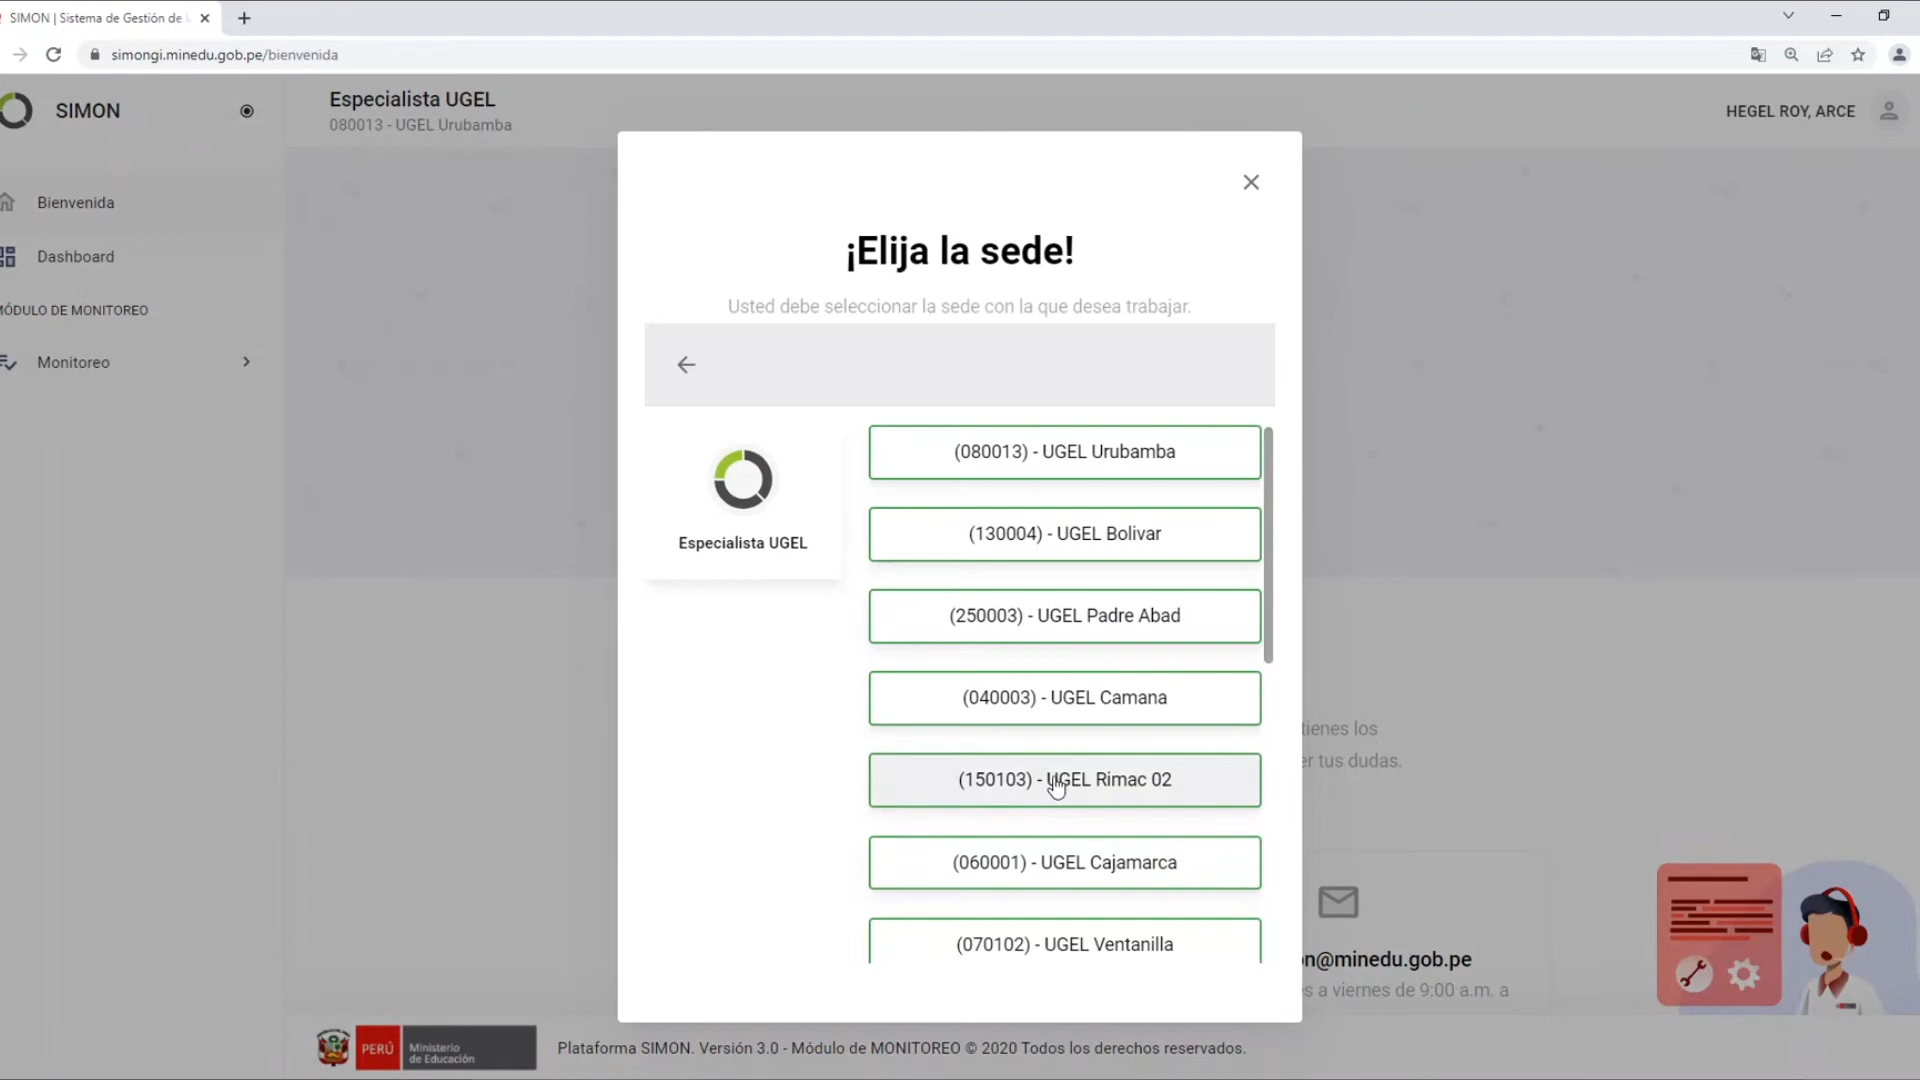 SIMON | Sistema de Gestión de
simongi.minedu.gob.pe/bienvenida
SIMON
Especialista UGEL
080013 - UGEL Urubamba
HEGEL ROY, ARCE
Bienvenida
Dashboard
MÓDULO DE MONITOREO
Monitoreo
¡Elija la sede!
Usted debe seleccionar la sede con la que desea trabajar.
Especialista UGEL
(080013) - UGEL Urubamba
(130004) - UGEL Bolivar
(250003) - UGEL Padre Abad
(040003) - UGEL Camana
(150103) - UGEL Rimac 02
(060001) - UGEL Cajamarca
(070102) - UGEL Ventanilla
tienes los
er tus dudas.
n@minedu.gob.pe
s a viernes de 9:00 a.m. a
PERÚ
Ministerio
de Educación
Plataforma SIMON. Versión 3.0 - Módulo de MONITOREO © 2020 Todos los derechos reservados.